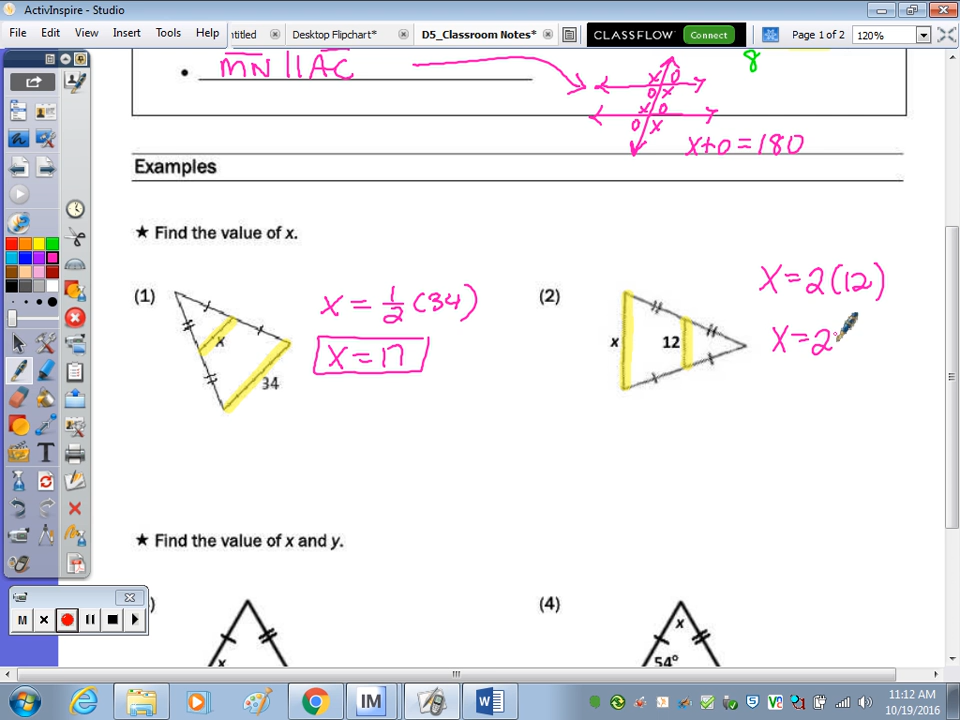 ActivInspire - Studio
File Edit View Insert Tools Help
ntitled
Desktop Flipchart*
D5_Classroom Notes*
CLASSFLOW Connect
Page 1 of 2
120%
MN || AC
8
x o
o x
x o
o x
x+o = 180
Examples
★ Find the value of x.
(1)
x
34
x = 1/2 (34)
x = 17
(2)
x
12
x = 2(12)
x = 2
★ Find the value of x and y.
)
x
(4)
x
54°
M
IM
W
11:12 AM
10/19/2016